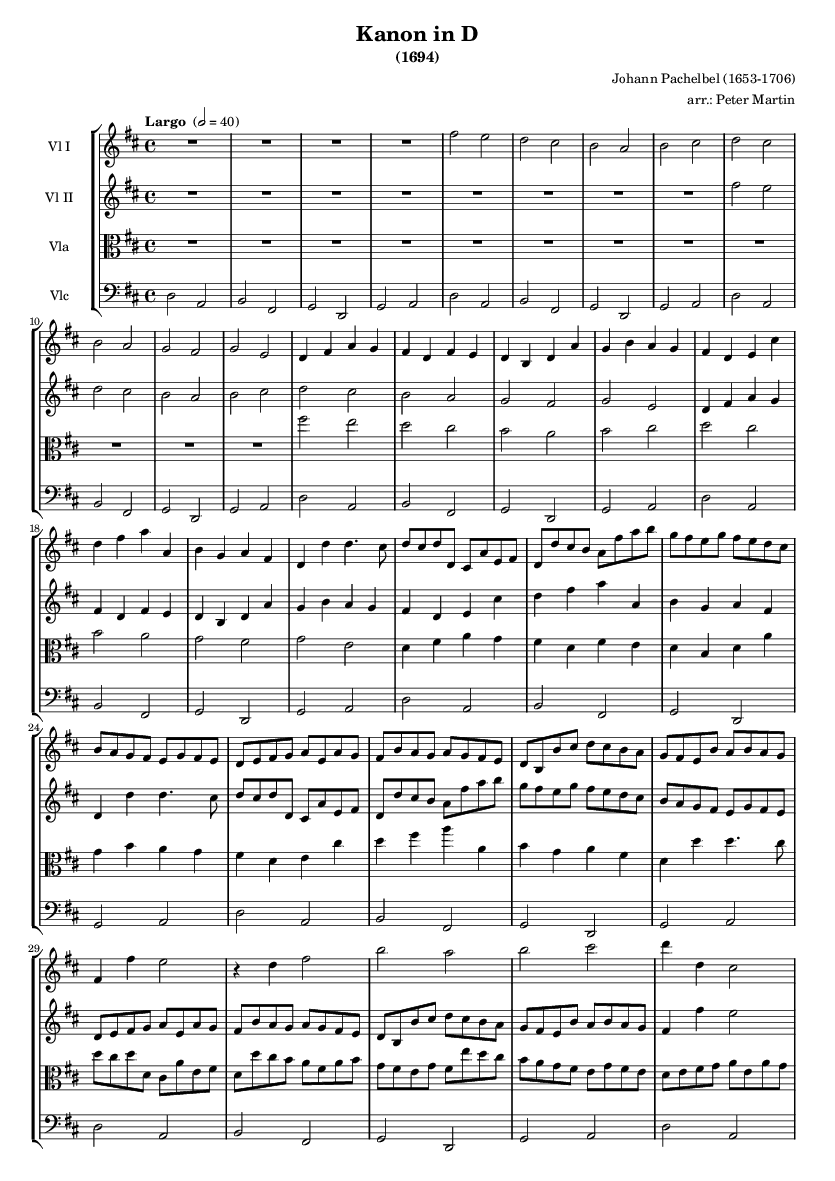 Kanon in D
(1694)
Johann Pachelbel (1653-1706)
arr.: Peter Martin
Largo (𝅗𝅥 = 40)
Vl I
Vl II
Vla
Vlc
10
18
24
29